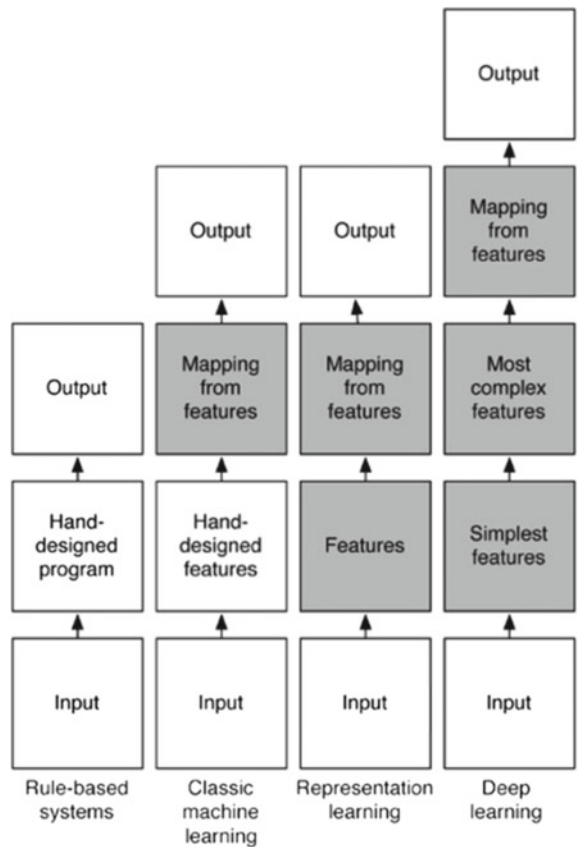 Output
Output
Output
Mapping
from
features
Output
Mapping
from
features
Mapping
from
features
Most
complex
features
Hand-
designed
program
Hand-
designed
features
Features
Simplest
features
Input
Input
Input
Input
Rule-based
systems
Classic
machine
learning
Representation
learning
Deep
learning